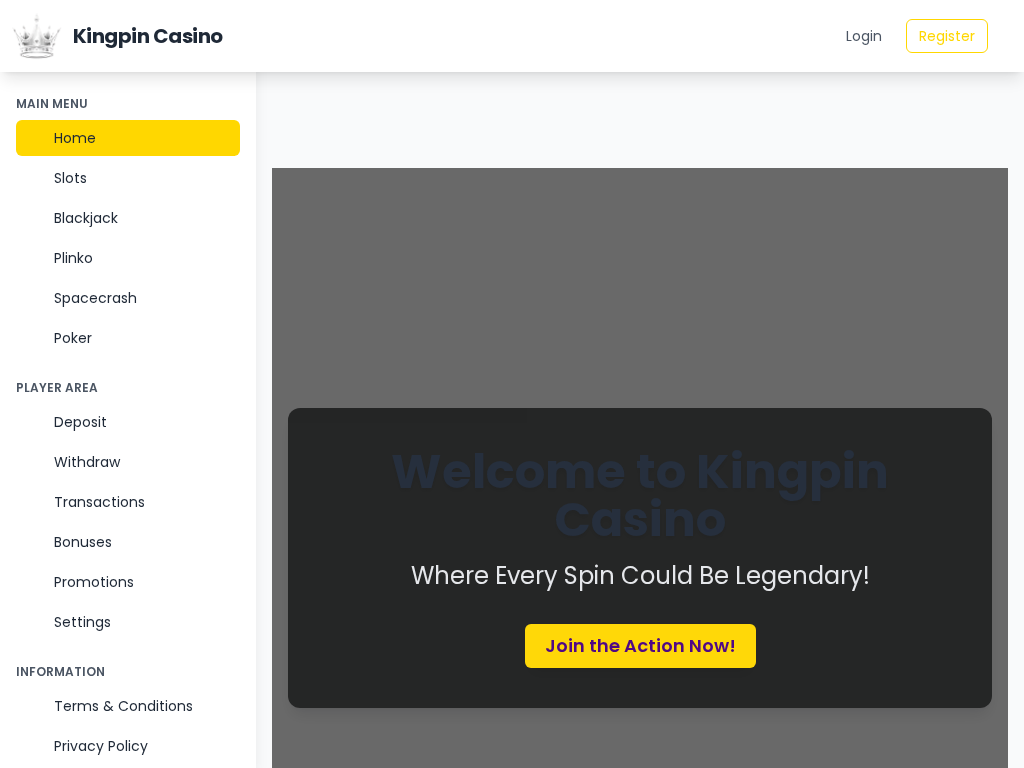 Kingpin Casino
Login
Register
MAIN MENU
Home
Slots
Blackjack
Plinko
Spacecrash
Poker
PLAYER AREA
Deposit
Withdraw
Transactions
Bonuses
Promotions
Settings
INFORMATION
Terms & Conditions
Privacy Policy
Welcome to Kingpin
Casino
Where Every Spin Could Be Legendary!
Join the Action Now!